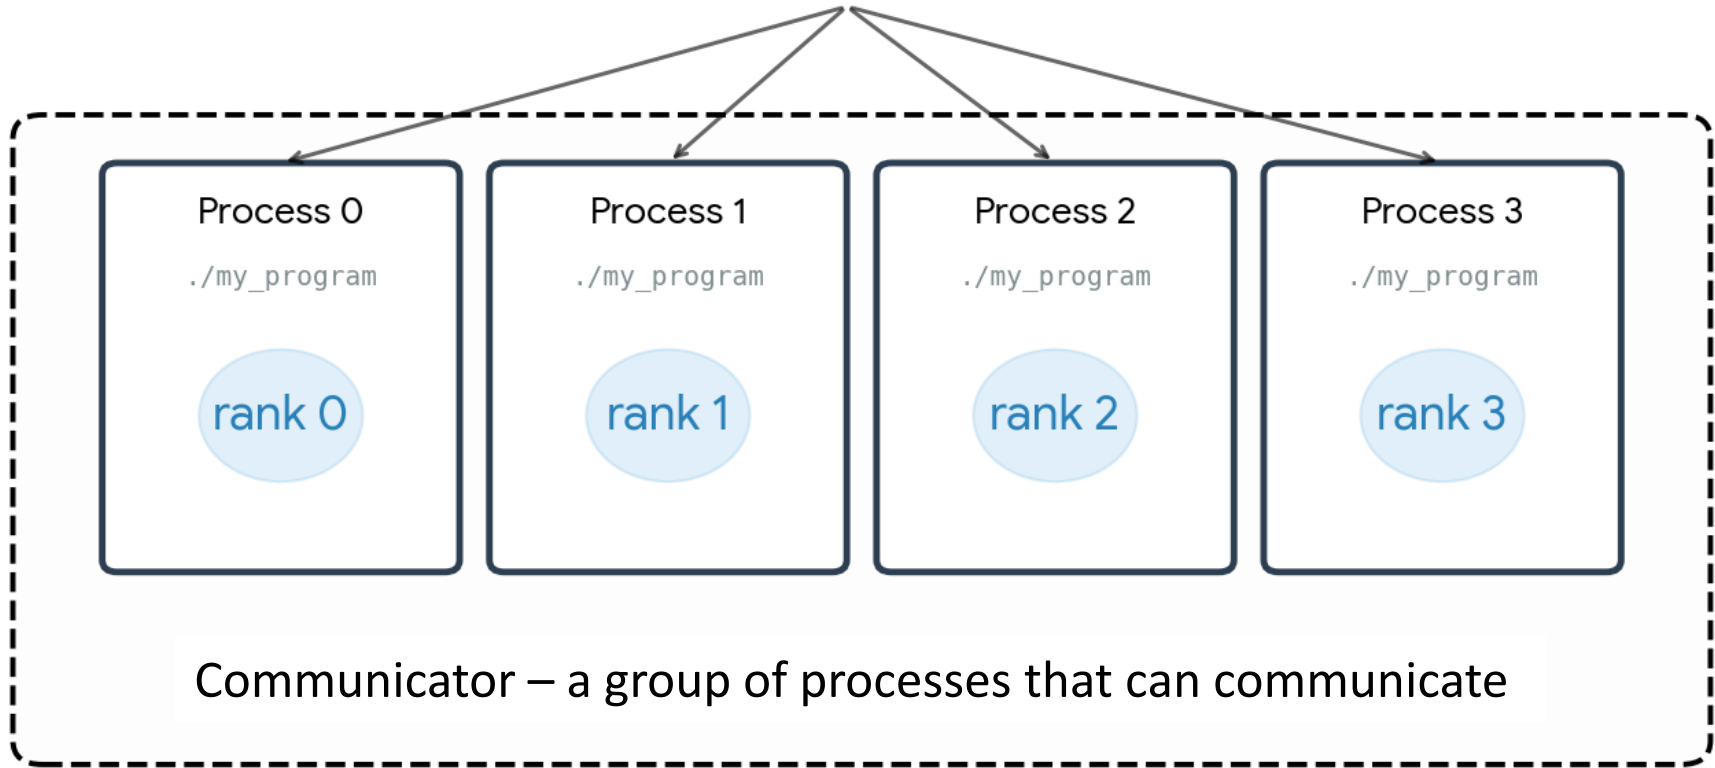 Process 0
Process 1
Process 2
Process 3
./my_program
./my_program
./my_program
./my_program
rank 0
rank 1
rank 2
rank 3
Communicator – a group of processes that can communicate